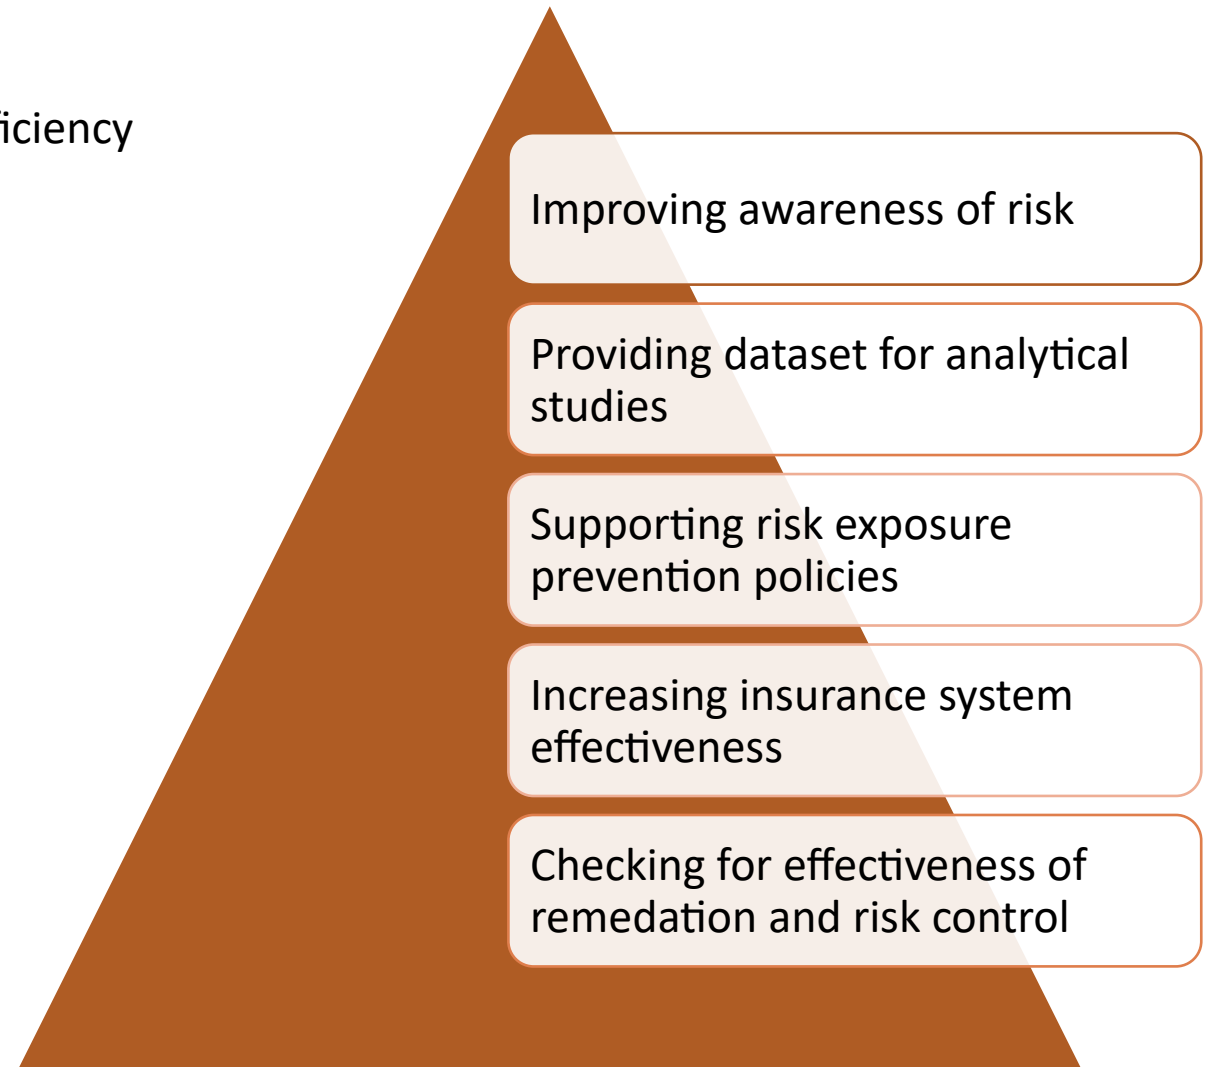 ficiency
Improving awareness of risk
Providing dataset for analytical
studies
Supporting risk exposure
prevention policies
Increasing insurance system
effectiveness
Checking for effectiveness of
remedation and risk control